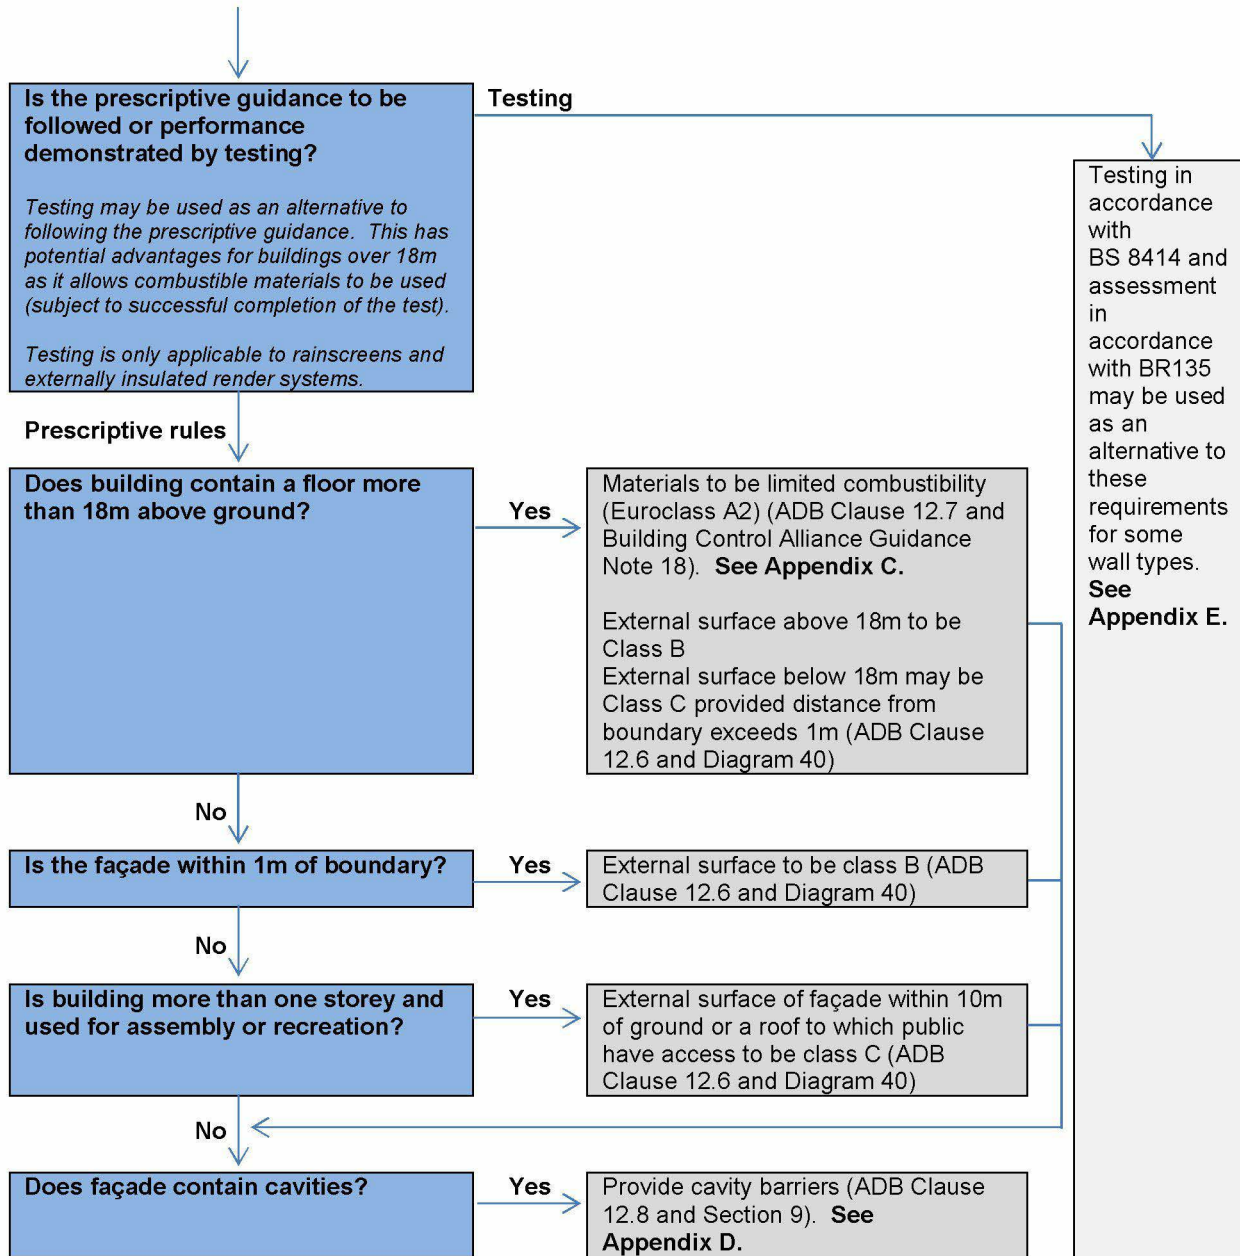 Is the prescriptive guidance to be
followed or performance
demonstrated by testing?
Testing may be used as an alternative to
following the prescriptive guidance.  This has
potential advantages for buildings over 18m
as it allows combustible materials to be used
(subject to successful completion of the test).
Testing is only applicable to rainscreens and
externally insulated render systems.
Testing
Testing in
accordance
with
BS 8414 and
assessment
in
accordance
with BR135
may be used
as an
alternative to
these
requirements
for some
wall types.
See
Appendix E.
Prescriptive rules
Does building contain a floor more
than 18m above ground?
Yes
Materials to be limited combustibility
(Euroclass A2) (ADB Clause 12.7 and
Building Control Alliance Guidance
Note 18).  See Appendix C.
External surface above 18m to be
Class B
External surface below 18m may be
Class C provided distance from
boundary exceeds 1m (ADB Clause
12.6 and Diagram 40)
No
Is the façade within 1m of boundary?
Yes
External surface to be class B (ADB
Clause 12.6 and Diagram 40)
No
Is building more than one storey and
used for assembly or recreation?
Yes
External surface of façade within 10m
of ground or a roof to which public
have access to be class C (ADB
Clause 12.6 and Diagram 40)
No
Does façade contain cavities?
Yes
Provide cavity barriers (ADB Clause
12.8 and Section 9).  See
Appendix D.